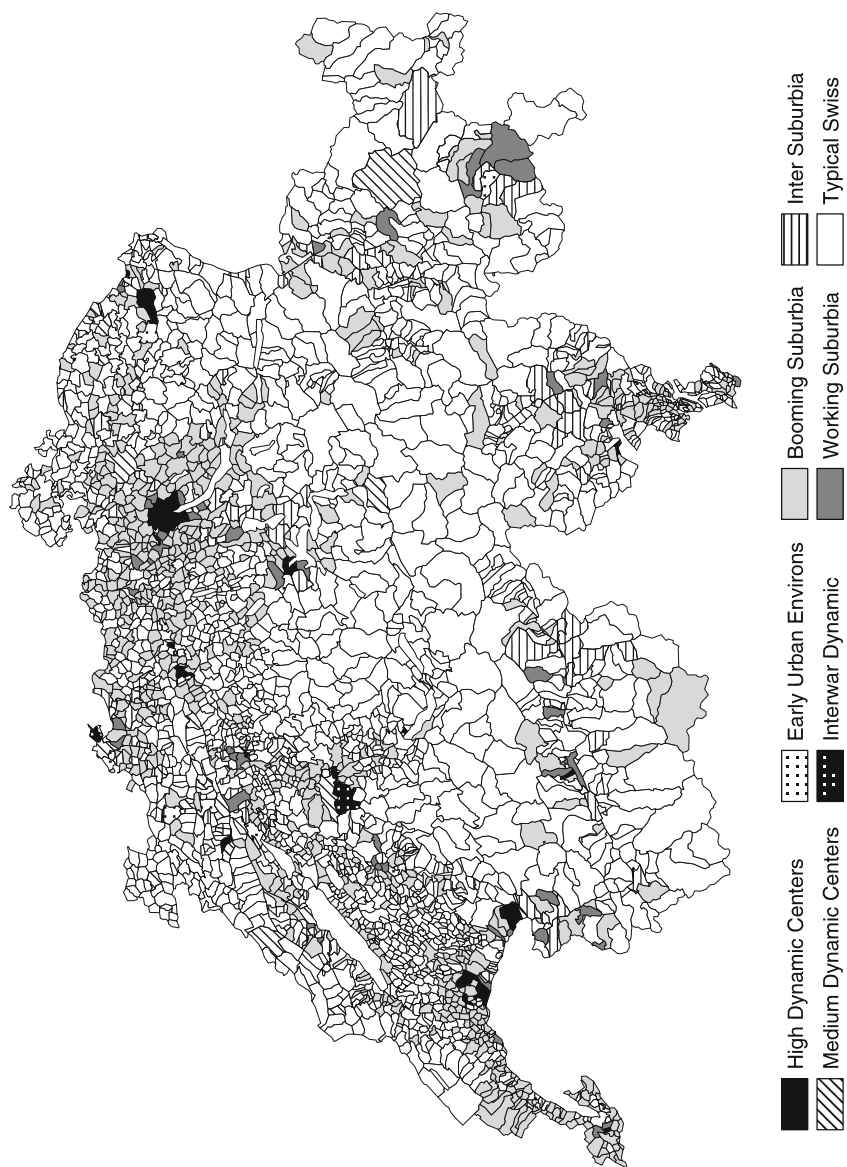 High Dynamic Centers
Medium Dynamic Centers
Early Urban Environs
Interwar Dynamic
Booming Suburbia
Working Suburbia
Inter Suburbia
Typical Swiss